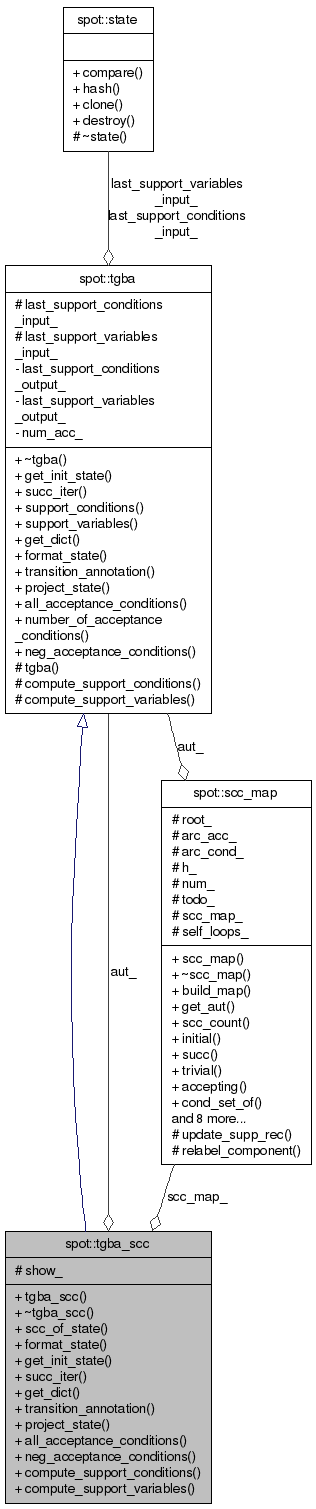 spot::state
+ compare()
+ hash()
+ clone()
+ destroy()
# ~state()
last_support_variables
_input_
last_support_conditions
_input_
spot::tgba
# last_support_conditions
_input_
# last_support_variables
_input_
- last_support_conditions
_output_
- last_support_variables
_output_
- num_acc_
+ ~tgba()
+ get_init_state()
+ succ_iter()
+ support_conditions()
+ support_variables()
+ get_dict()
+ format_state()
+ transition_annotation()
+ project_state()
+ all_acceptance_conditions()
+ number_of_acceptance
_conditions()
+ neg_acceptance_conditions()
# tgba()
# compute_support_conditions()
# compute_support_variables()
aut_
spot::scc_map
# root_
# arc_acc_
# arc_cond_
# h_
# num_
# todo_
# scc_map_
# self_loops_
+ scc_map()
+ ~scc_map()
+ build_map()
+ get_aut()
+ scc_count()
+ initial()
+ succ()
+ trivial()
+ accepting()
+ cond_set_of()
and 8 more...
# update_supp_rec()
# relabel_component()
aut_
scc_map_
spot::tgba_scc
# show_
+ tgba_scc()
+ ~tgba_scc()
+ scc_of_state()
+ format_state()
+ get_init_state()
+ succ_iter()
+ get_dict()
+ transition_annotation()
+ project_state()
+ all_acceptance_conditions()
+ neg_acceptance_conditions()
+ compute_support_conditions()
+ compute_support_variables()